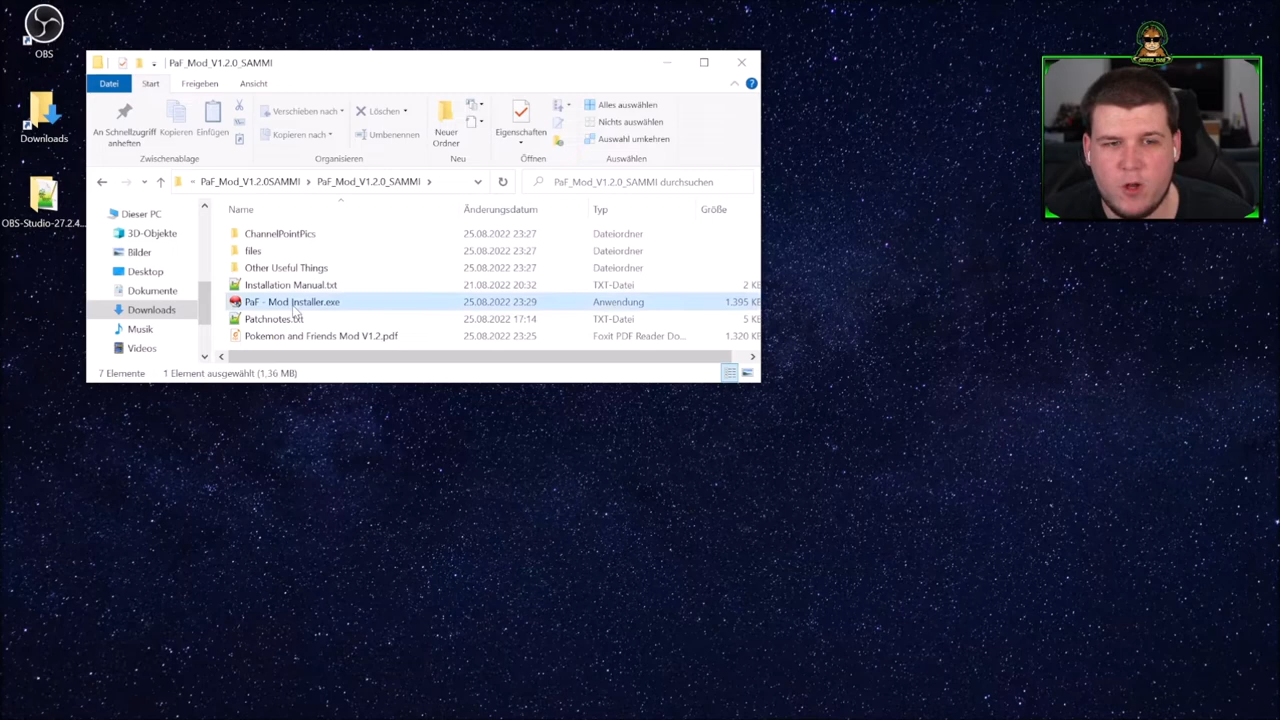 OBS
Downloads
OBS-Studio-27.2.4...
PaF_Mod_V1.2.0_SAMMI
Datei Start Freigeben Ansicht
An Schnellzugriff anheften
Kopieren
Einfügen
Zwischenablage
Verschieben nach
Kopieren nach
Löschen
Umbenennen
Organisieren
Neuer Ordner
Neu
Eigenschaften
Öffnen
Alles auswählen
Nichts auswählen
Auswahl umkehren
Auswählen
« PaF_Mod_V1.2.0SAMMI > PaF_Mod_V1.2.0_SAMMI >
PaF_Mod_V1.2.0_SAMMI durchsuchen
Dieser PC
3D-Objekte
Bilder
Desktop
Dokumente
Downloads
Musik
Videos
Name Änderungsdatum Typ Größe
ChannelPointPics 25.08.2022 23:27 Dateiordner
files 25.08.2022 23:27 Dateiordner
Other Useful Things 25.08.2022 23:27 Dateiordner
Installation Manual.txt 21.08.2022 20:32 TXT-Datei 2 KE
PaF - Mod Installer.exe 25.08.2022 23:29 Anwendung 1.395 KE
Patchnotes.txt 25.08.2022 17:14 TXT-Datei 5 KE
Pokemon and Friends Mod V1.2.pdf 25.08.2022 23:25 Foxit PDF Reader Do... 1.320 KE
7 Elemente 1 Element ausgewählt (1,36 MB)